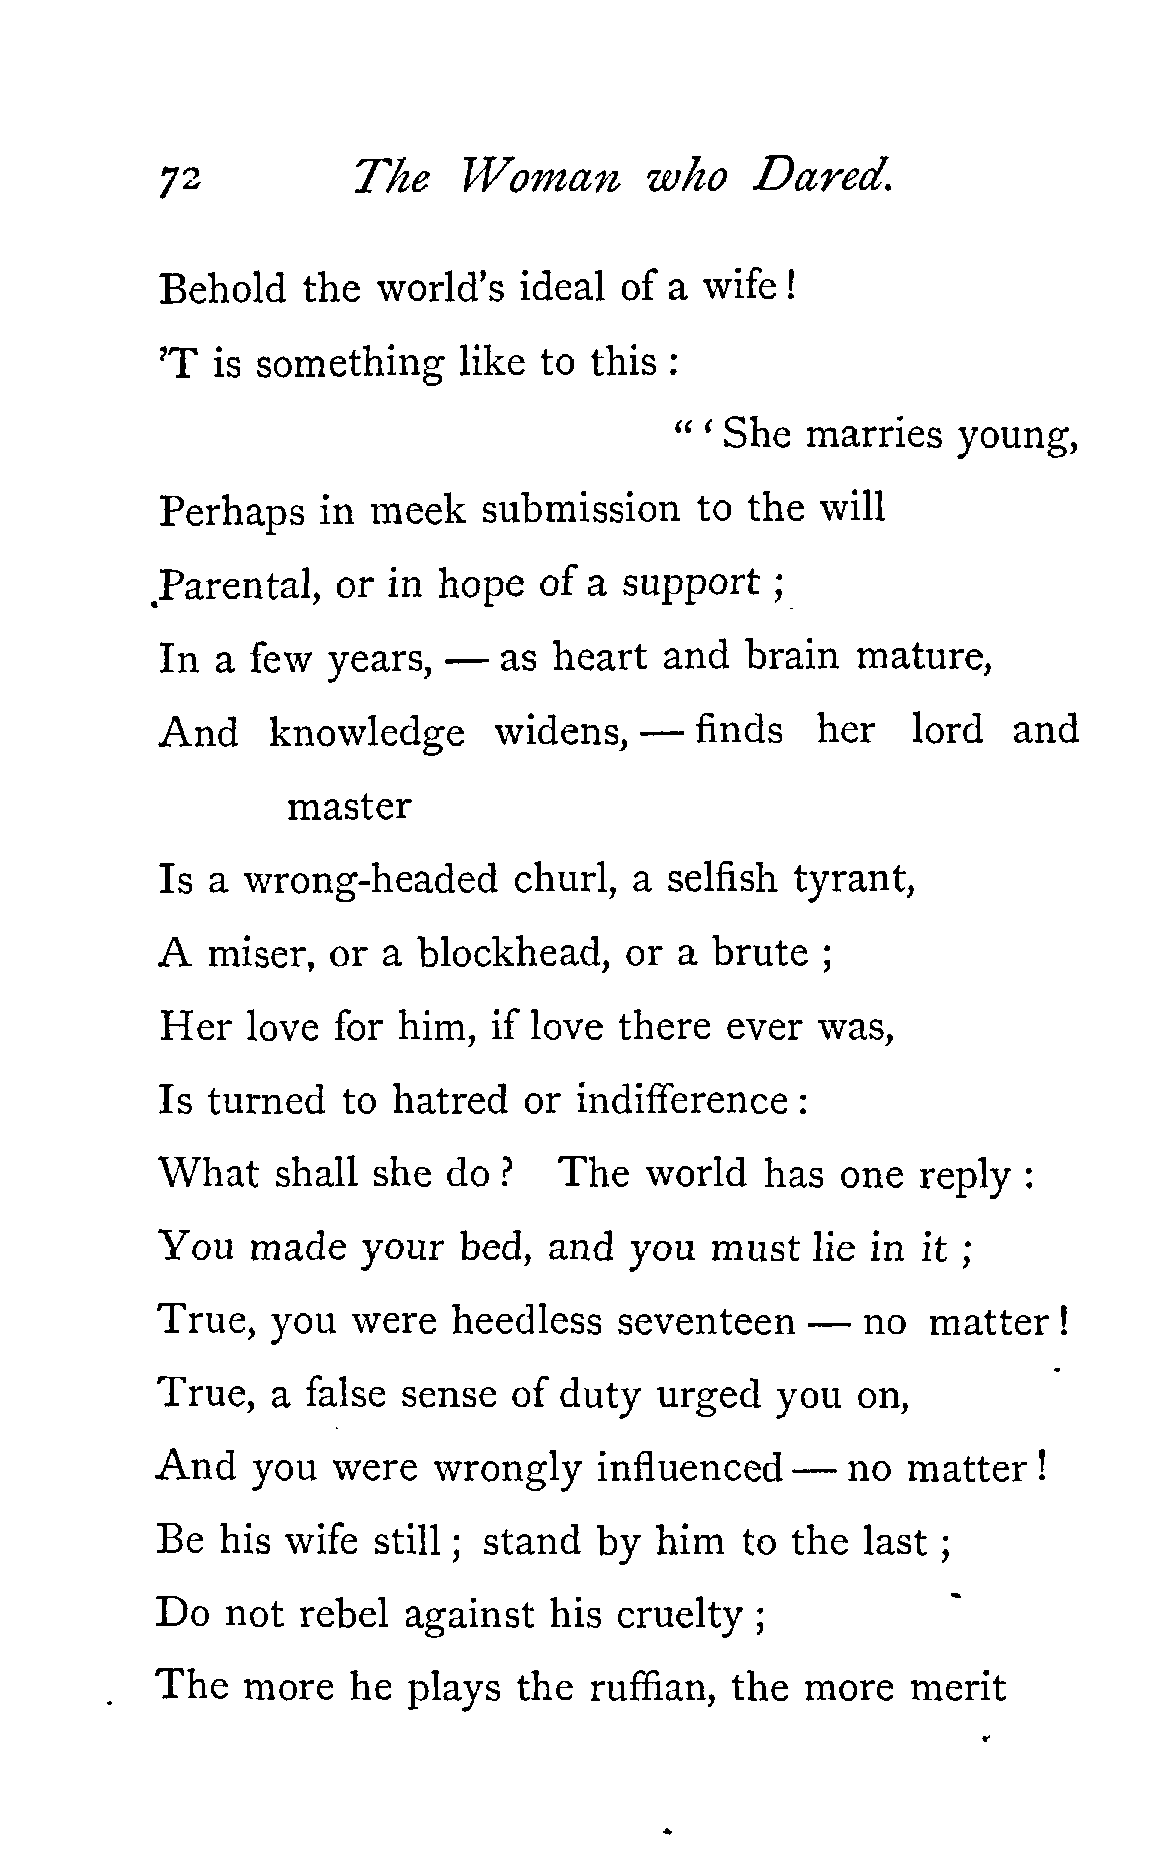 72 The Woman who Dared.
Behold the world's ideal of a wife!
'T is something like to this :
" ' She marries young,
Perhaps in meek submission to the will
Parental, or in hope of a support ;
In a few years, — as heart and brain mature,
And knowledge widens, — finds her lord and
master
Is a wrong-headed churl, a selfish tyrant,
A miser, or a blockhead, or a brute ;
Her love for him, if love there ever was,
Is turned to hatred or indifference :
What shall she do ? The world has one reply :
You made your bed, and you must lie in it ;
True, you were heedless seventeen — no matter!
True, a false sense of duty urged you on,
And you were wrongly influenced — no matter!
Be his wife still ; stand by him to the last ;
Do not rebel against his cruelty ;
The more he plays the ruffian, the more merit